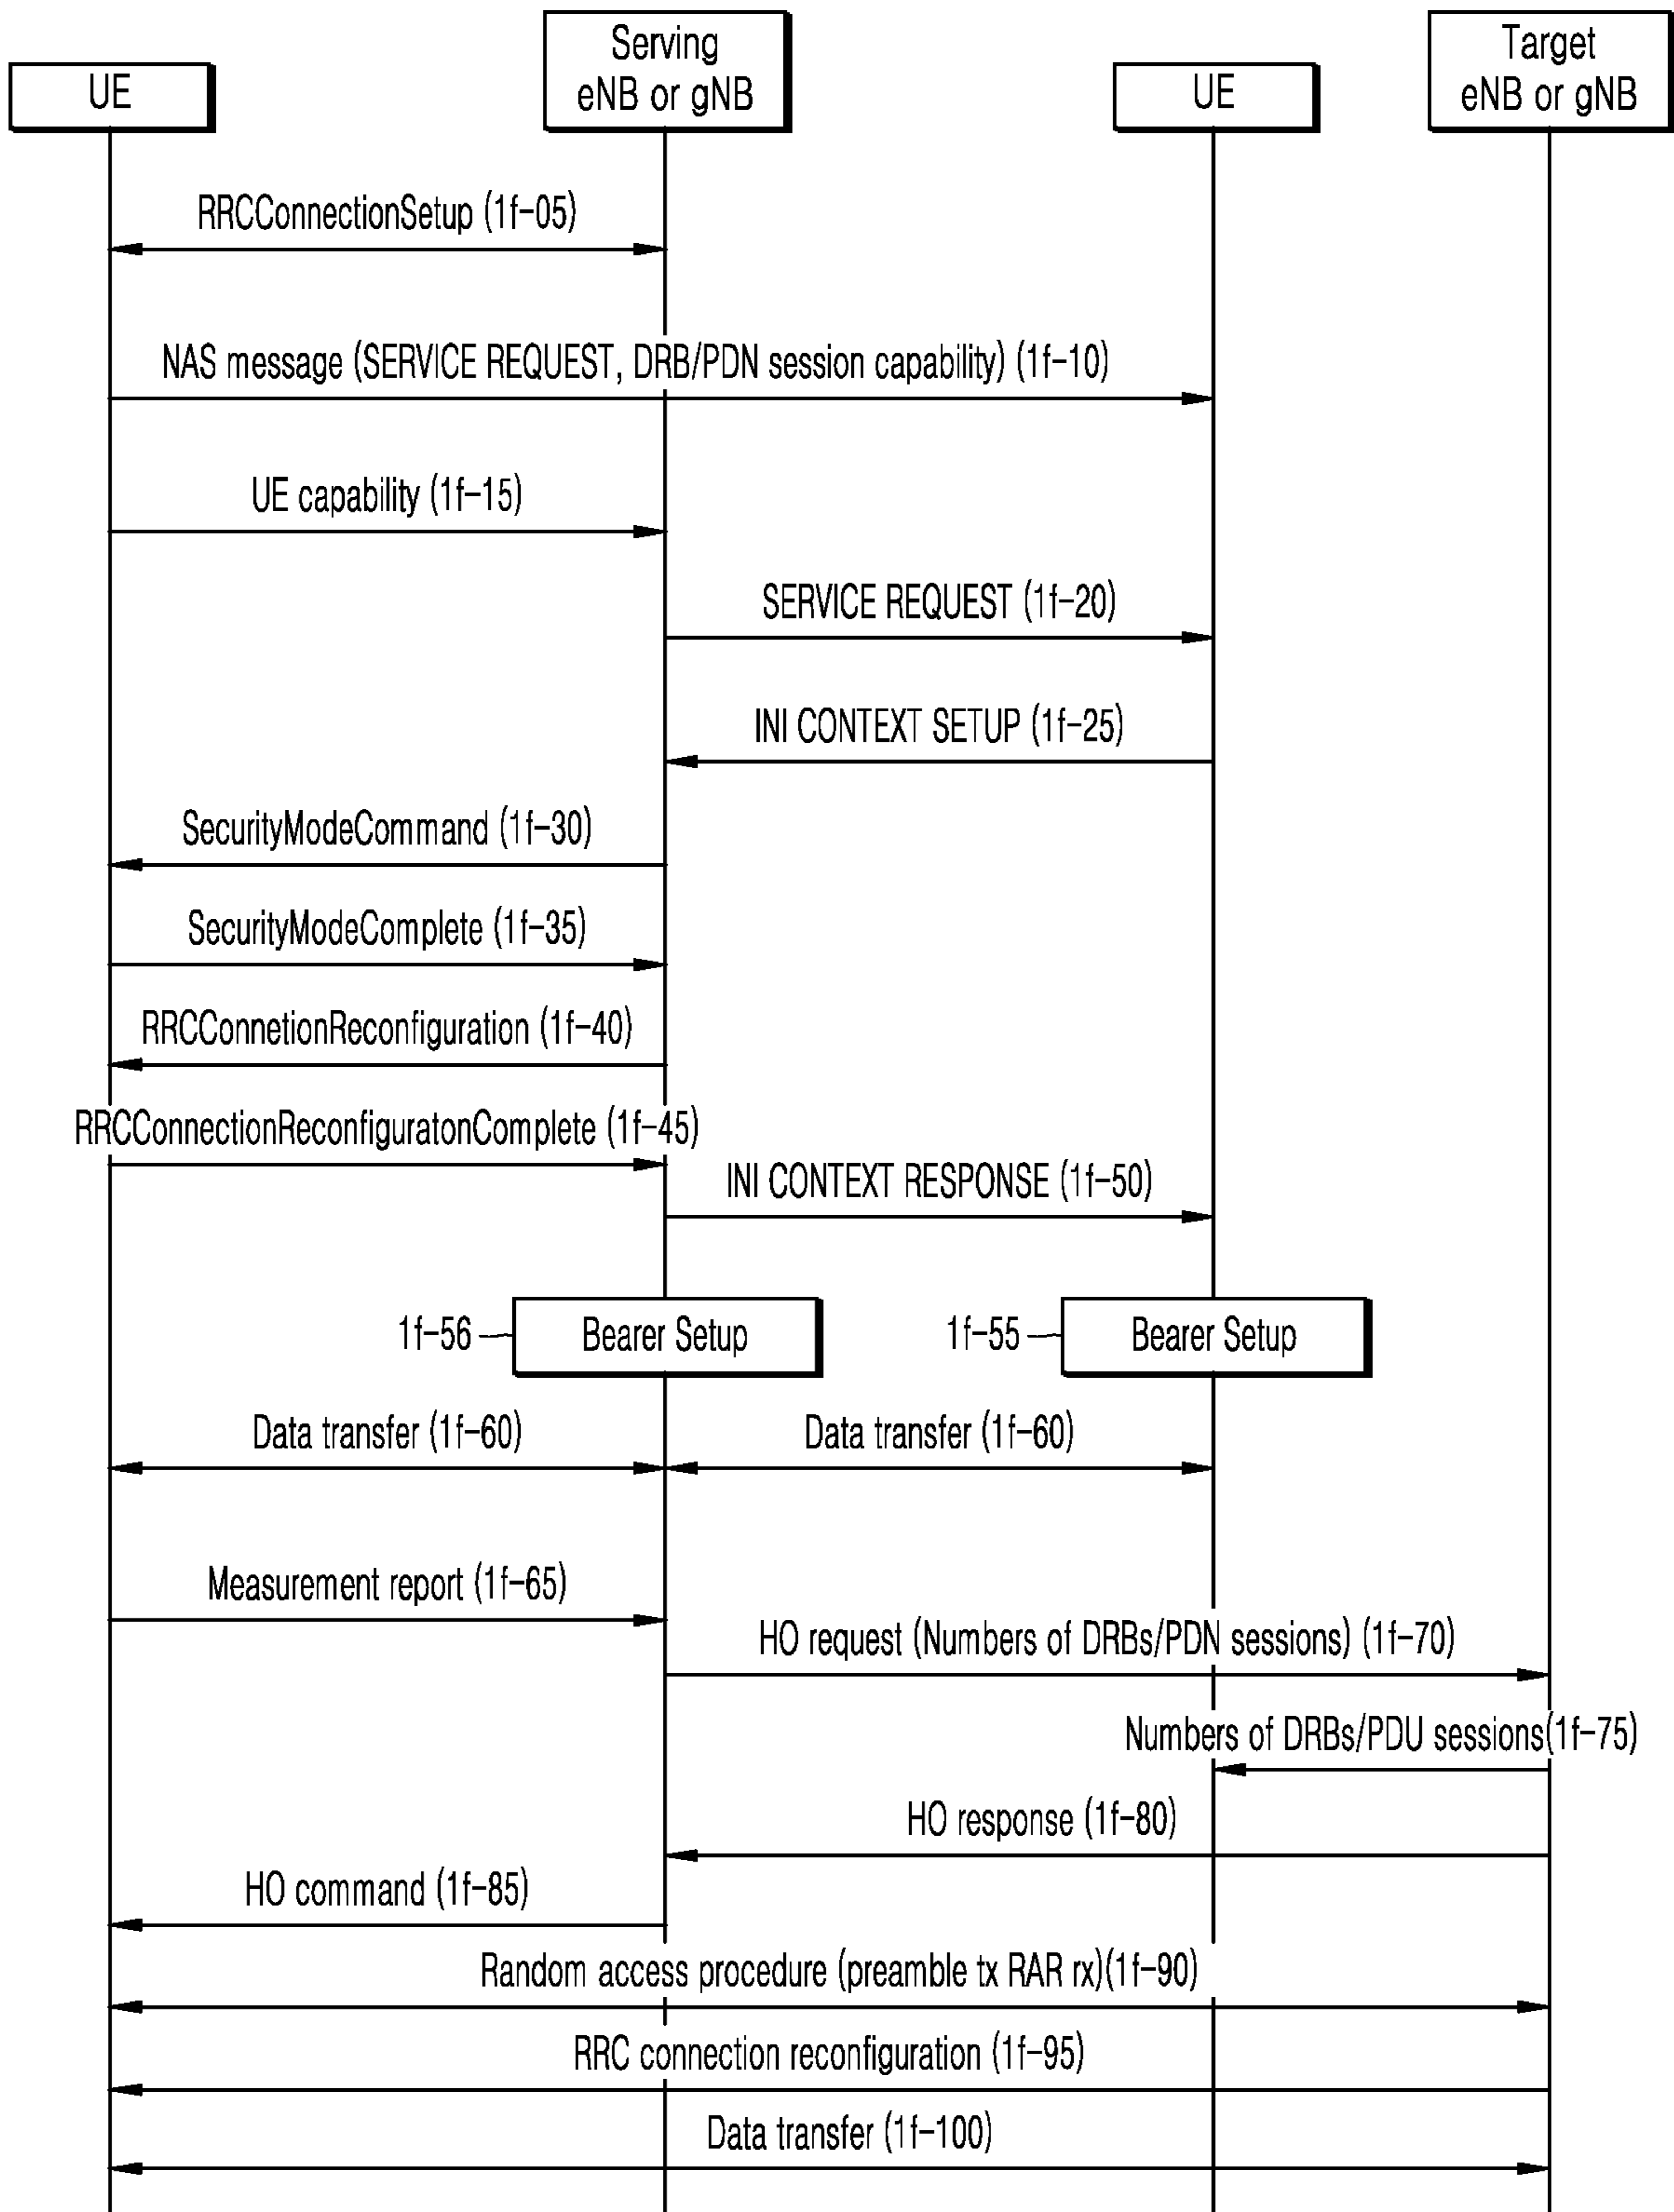 UE
Serving
eNB or gNB
UE
Target
eNB or gNB
RRCConnectionSetup (1f-05)
NAS message (SERVICE REQUEST, DRB/PDN session capability) (1f-10)
UE capability (1f-15)
SERVICE REQUEST (1f-20)
INI CONTEXT SETUP (1f-25)
SecurityModeCommand (1f-30)
SecurityModeComplete (1f-35)
RRCConnetionReconfiguration (1f-40)
RRCConnectionReconfiguratonComplete (1f-45)
INI CONTEXT RESPONSE (1f-50)
1f-56
Bearer Setup
1f-55
Bearer Setup
Data transfer (1f-60)
Data transfer (1f-60)
Measurement report (1f-65)
HO request (Numbers of DRBs/PDN sessions) (1f-70)
Numbers of DRBs/PDU sessions(1f-75)
HO response (1f-80)
HO command (1f-85)
Random access procedure (preamble tx RAR rx)(1f-90)
RRC connection reconfiguration (1f-95)
Data transfer (1f-100)